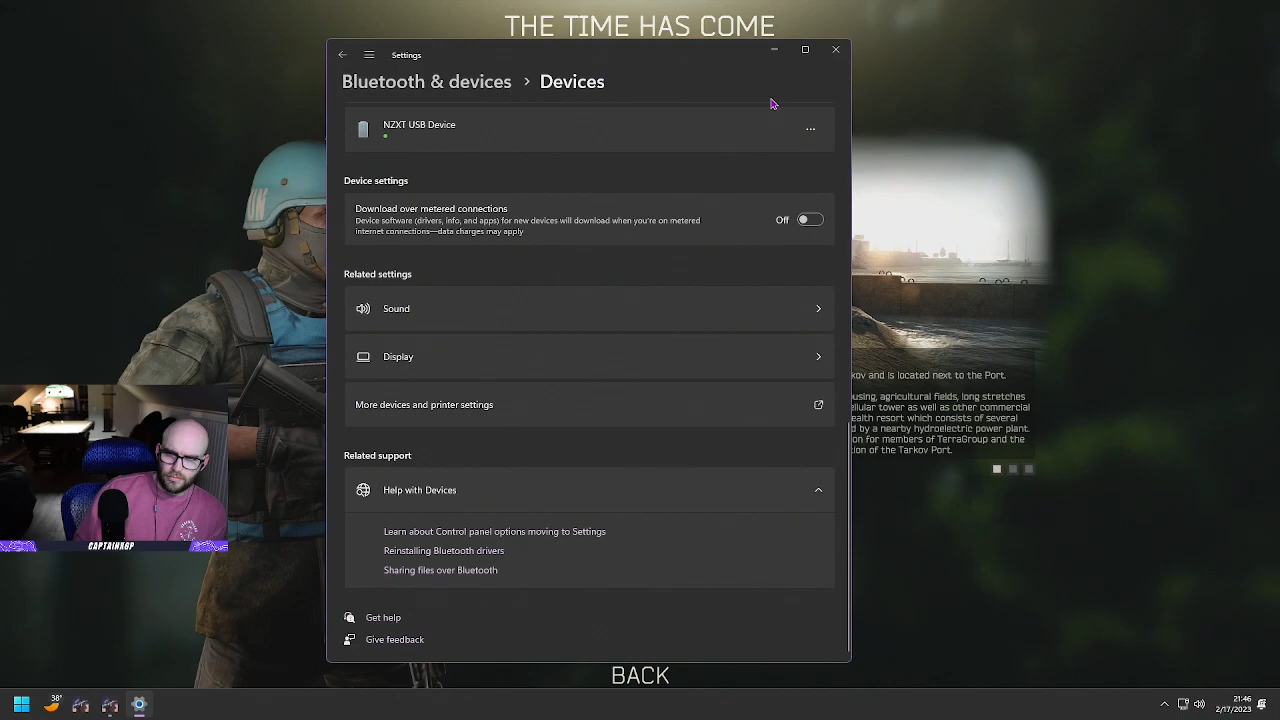 THE TIME HAS COME
Settings
Bluetooth & devices > Devices
NZXT USB Device
Device settings
Download over metered connections
Device software (drivers, info, and apps) for new devices will download when you're on metered
internet connections—data charges may apply
Off
Related settings
Sound
Display
More devices and printer settings
Related support
Help with Devices
Learn about Control panel options moving to Settings
Reinstalling Bluetooth drivers
Sharing files over Bluetooth
Get help
Give feedback
kov and is located next to the Port.
using, agricultural fields, long stretches
ellular tower as well as other commercial
ealth resort which consists of several
d by a nearby hydroelectric power plant.
ion for members of TerraGroup and the
tion of the Tarkov Port.
CAPTAINXGP
BACK
38°
21:46
2/17/2023